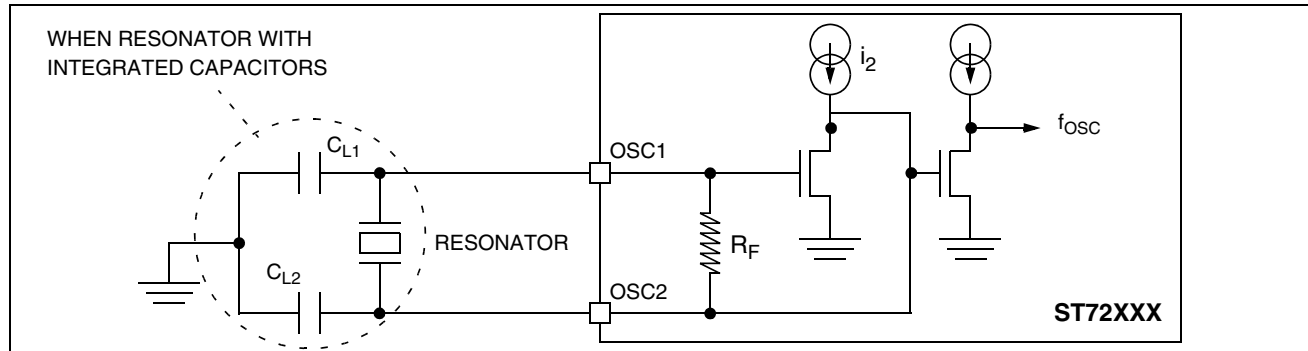 WHEN RESONATOR WITH
INTEGRATED CAPACITORS
i2
fOSC
CL1
OSC1
RESONATOR
RF
CL2
OSC2
ST72XXX